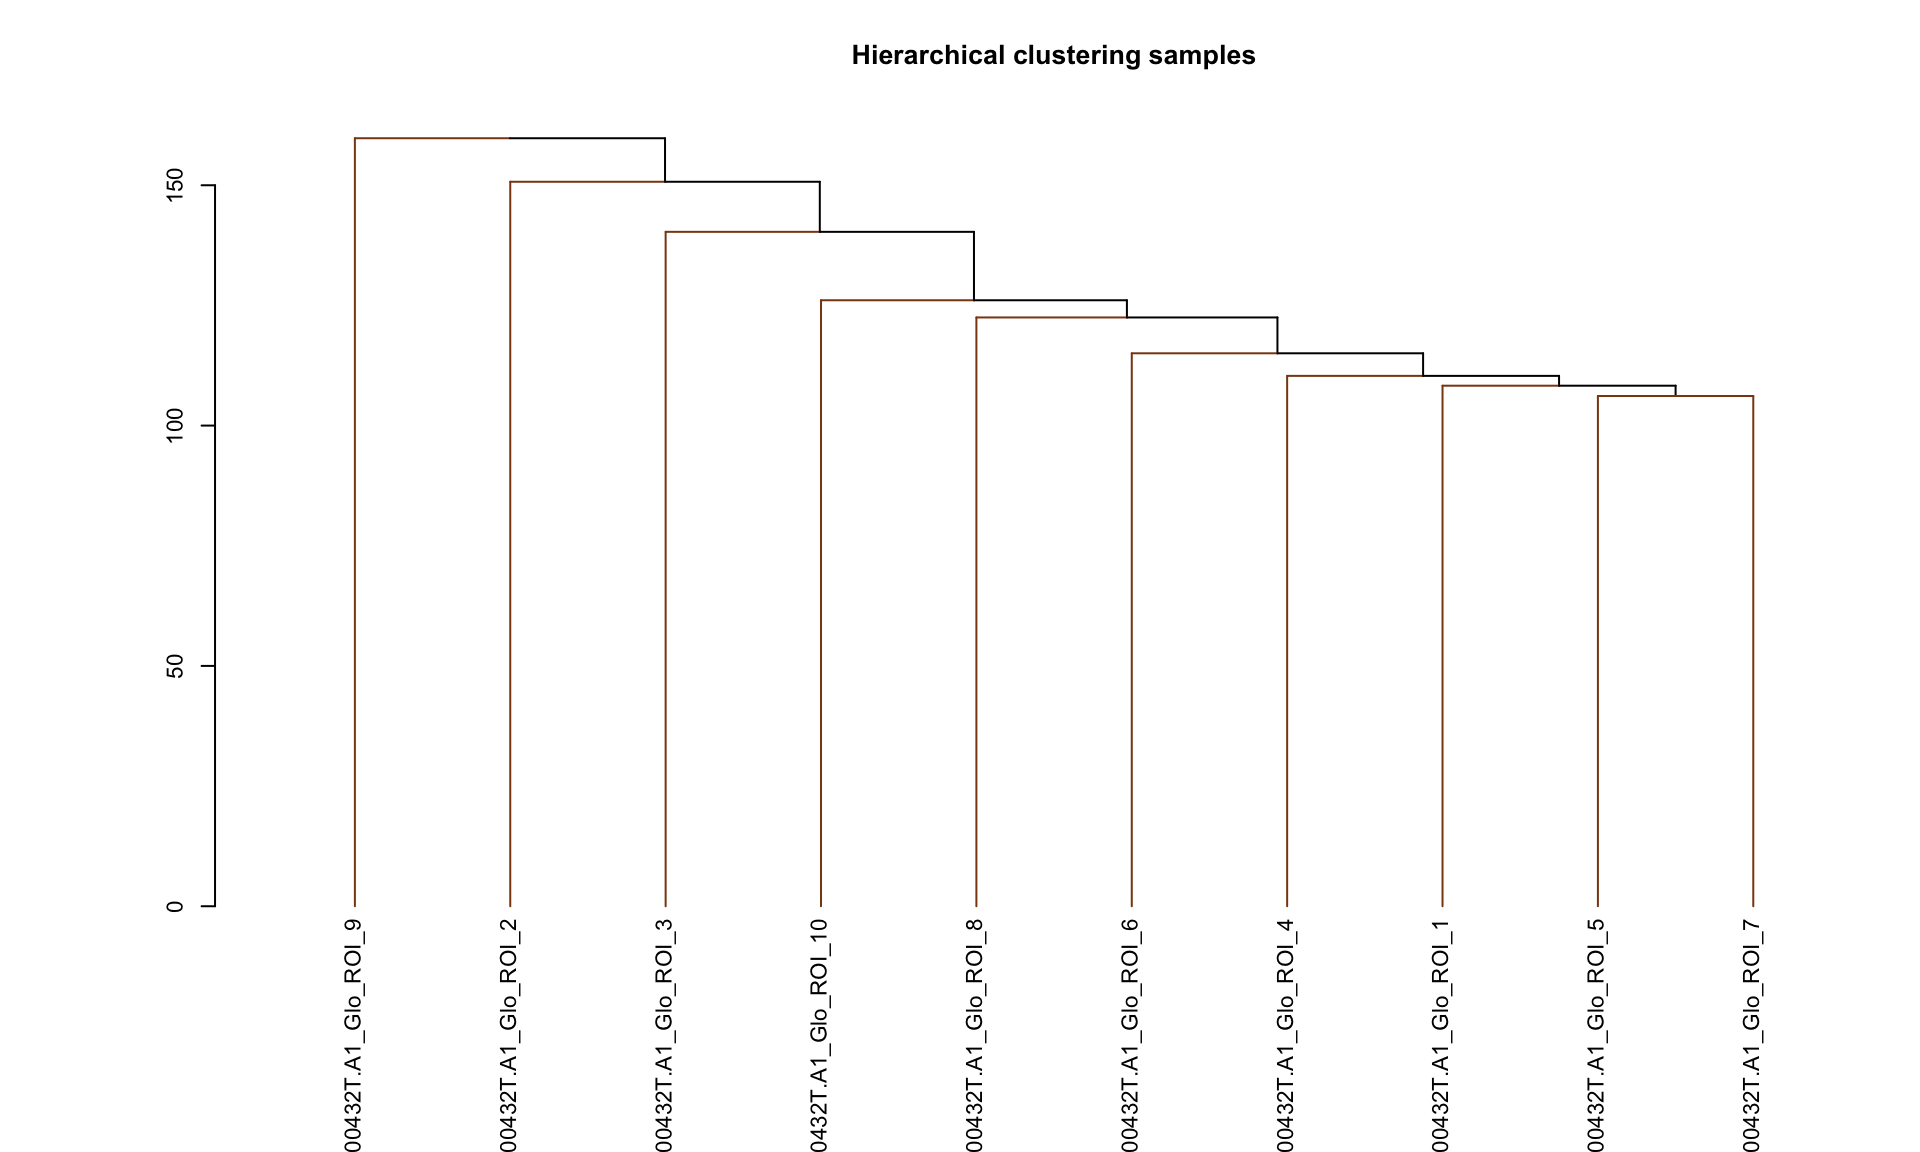 Hierarchical clustering samples
150
100
50
0
00432T.A1_Glo_ROI_9
00432T.A1_Glo_ROI_2
00432T.A1_Glo_ROI_3
0432T.A1_Glo_ROI_10
00432T.A1_Glo_ROI_8
00432T.A1_Glo_ROI_6
00432T.A1_Glo_ROI_4
00432T.A1_Glo_ROI_1
00432T.A1_Glo_ROI_5
00432T.A1_Glo_ROI_7